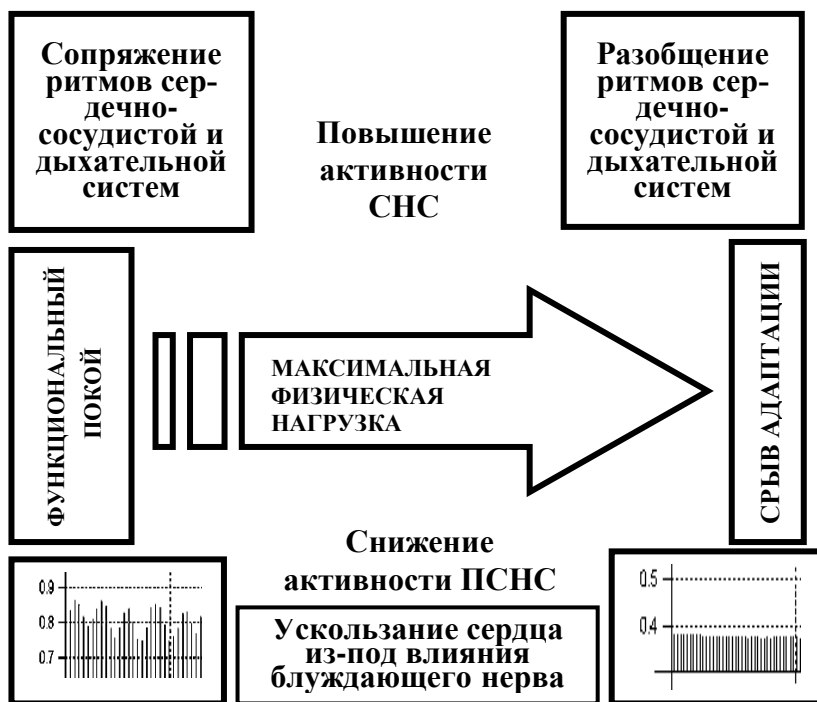 Сопряжение
ритмов сер-
дечно-
сосудистой и
дыхательной
систем
Повышение
активности
СНС
Разобщение
ритмов сер-
дечно-
сосудистой и
дыхательной
систем
ФУНКЦИОНАЛЬНЫЙ
ПОКОЙ
МАКСИМАЛЬНАЯ
ФИЗИЧЕСКАЯ
НАГРУЗКА
СРЫВ АДАПТАЦИИ
Снижение
активности ПСНС
0.9
0.8
0.7
Ускользание сердца
из-под влияния
блуждающего нерва
0.5
0.4